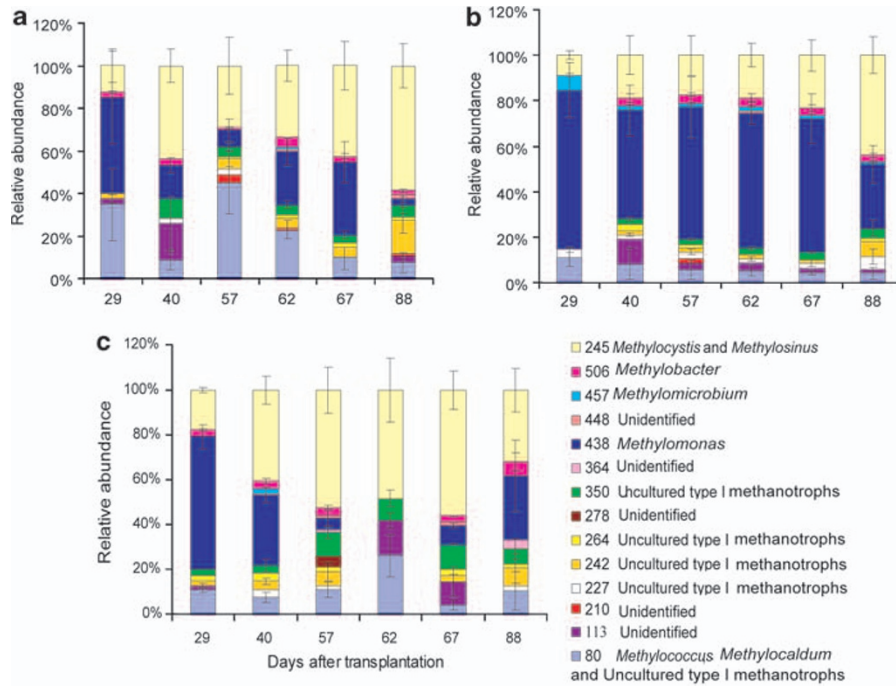 a
120%
100%
80%
60%
40%
20%
0%
Relative abundance
29 40 57 62 67 88
b
120%
100%
80%
60%
40%
20%
0%
Relative abundance
29 40 57 62 67 88
c
120%
100%
80%
60%
40%
20%
0%
Relative abundance
29 40 57 62 67 88
Days after transplantation
245 Methylocystis and Methylosinus
506 Methylobacter
457 Methylomicrobium
448 Unidentified
438 Methylomonas
364 Unidentified
350 Uncultured type I methanotrophs
278 Unidentified
264 Uncultured type I methanotrophs
242 Uncultured type I methanotrophs
227 Uncultured type I methanotrophs
210 Unidentified
113 Unidentified
80 Methylococcus, Methylocaldum
and Uncultured type I methanotrophs